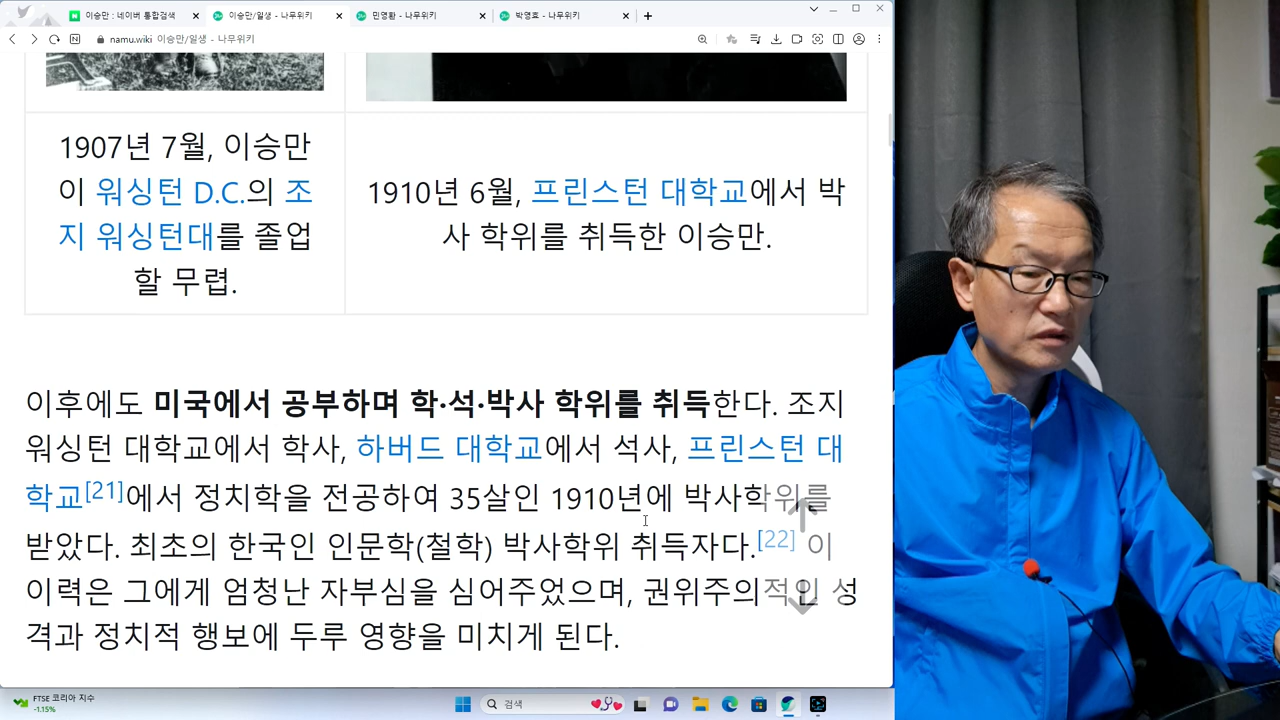 이승만 : 네이버 통합검색
이승만/일생 - 나무위키
민영환 - 나무위키
박영효 - 나무위키
namu.wiki 이승만/일생 - 나무위키
1907년 7월, 이승만
이 워싱턴 D.C.의 조
지 워싱턴대를 졸업
할 무렵.
1910년 6월, 프린스턴 대학교에서 박
사 학위를 취득한 이승만.
이후에도 미국에서 공부하며 학·석·박사 학위를 취득한다. 조지
워싱턴 대학교에서 학사, 하버드 대학교에서 석사, 프린스턴 대
학교[21]에서 정치학을 전공하여 35살인 1910년에 박사학위를
받았다. 최초의 한국인 인문학(철학) 박사학위 취득자다.[22] 이
이력은 그에게 엄청난 자부심을 심어주었으며, 권위주의적인 성
격과 정치적 행보에 두루 영향을 미치게 된다.
FTSE 코리아 지수
-1.15%
검색